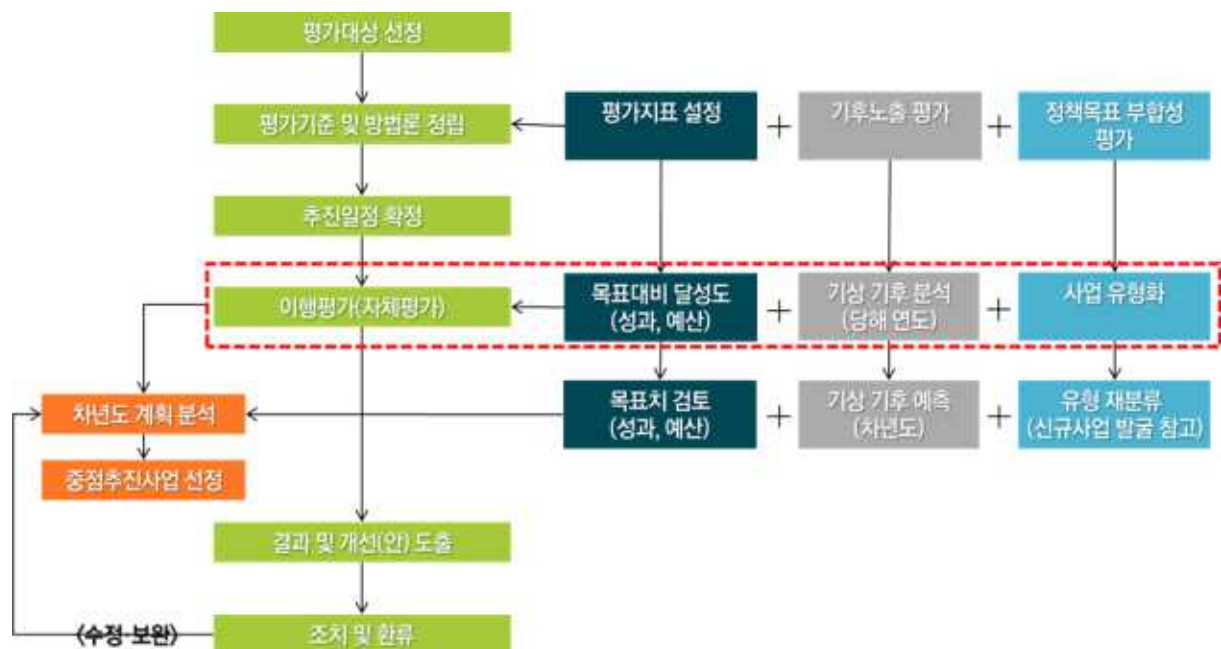 평가대상 선정
평가기준 및 방법론 정립
평가지표 설정
+
기후노출 평가
+
정책목표 부합성
평가
추진일정 확정
이행평가(자체평가)
목표대비 달성도
(성과, 예산)
+
기상 기후 분석
(당해 연도)
+
사업 유형화
차년도 계획 분석
목표치 검토
(성과, 예산)
+
기상 기후 예측
(차년도)
+
유형 재분류
(신규사업 발굴 참고)
중점추진사업 선정
결과 및 개선(안) 도출
(수정·보완)
조치 및 환류